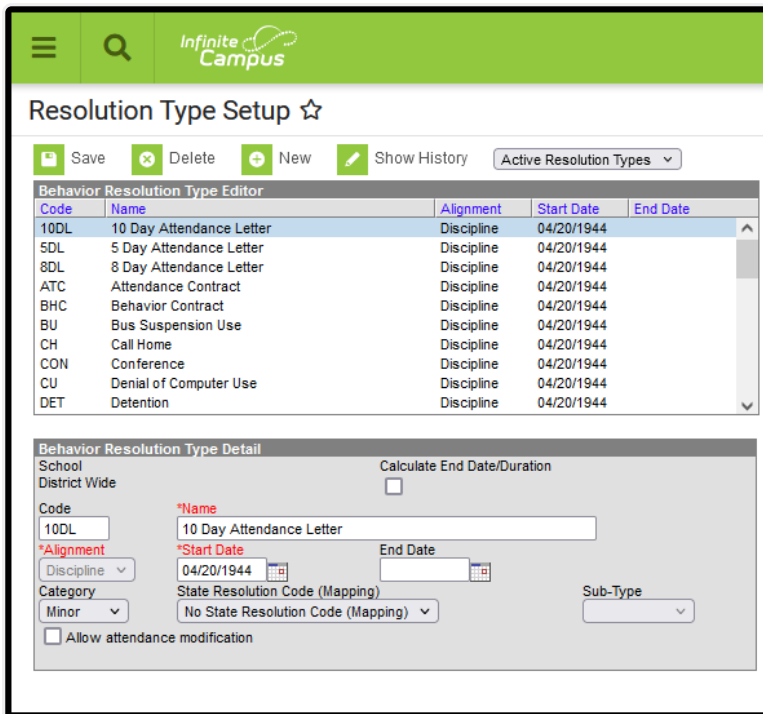 Infinite
Campus
Resolution Type Setup
Save Delete New Show History Active Resolution Types
Behavior Resolution Type Editor
Code Name Alignment Start Date End Date
10DL 10 Day Attendance Letter Discipline 04/20/1944
5DL 5 Day Attendance Letter Discipline 04/20/1944
8DL 8 Day Attendance Letter Discipline 04/20/1944
ATC Attendance Contract Discipline 04/20/1944
BHC Behavior Contract Discipline 04/20/1944
BU Bus Suspension Use Discipline 04/20/1944
CH Call Home Discipline 04/20/1944
CON Conference Discipline 04/20/1944
CU Denial of Computer Use Discipline 04/20/1944
DET Detention Discipline 04/20/1944
Behavior Resolution Type Detail
School Calculate End Date/Duration
District Wide
Code *Name
10DL 10 Day Attendance Letter
*Alignment *Start Date End Date
Discipline 04/20/1944
Category State Resolution Code (Mapping) Sub-Type
Minor No State Resolution Code (Mapping)
Allow attendance modification